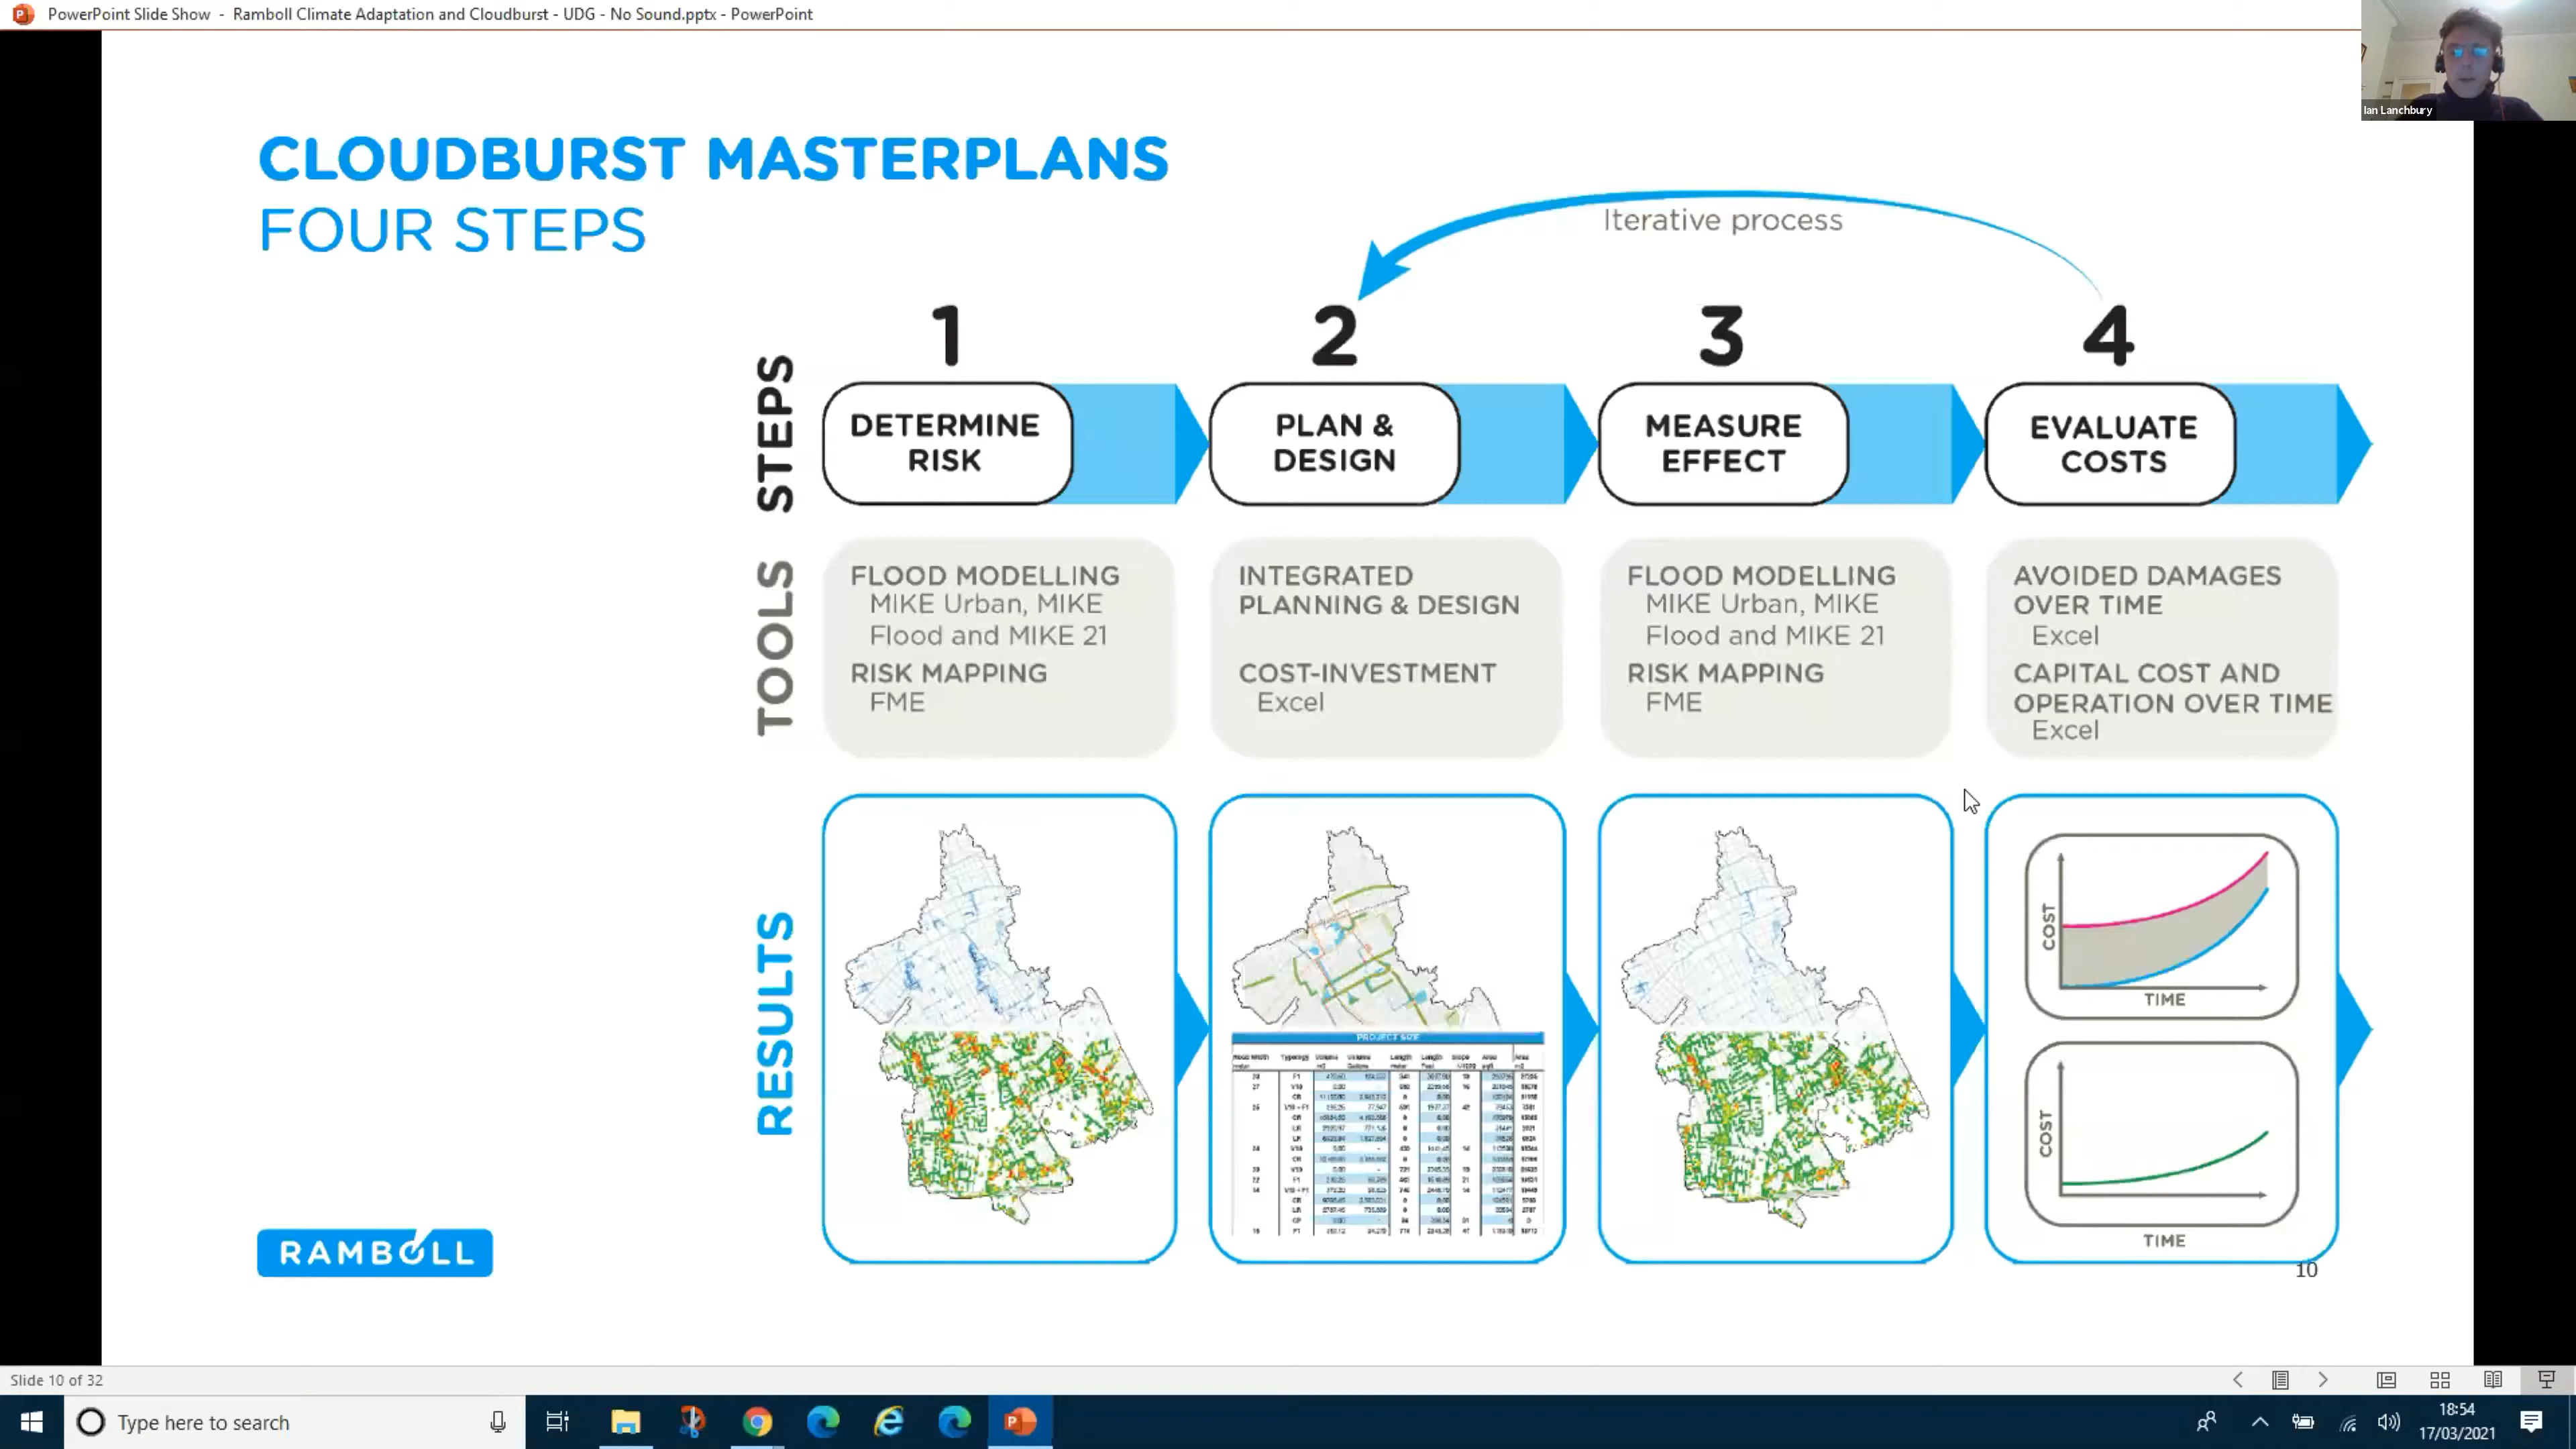 PowerPoint Slide Show - Ramboll Climate Adaptation and Cloudburst - UDG - No Sound.pptx - PowerPoint
Ian Lanchbury
CLOUDBURST MASTERPLANS
FOUR STEPS
Iterative process
STEPS
1
2
3
4
DETERMINE
RISK
PLAN &
DESIGN
MEASURE
EFFECT
EVALUATE
COSTS
TOOLS
FLOOD MODELLING
MIKE Urban, MIKE
Flood and MIKE 21
RISK MAPPING
FME
INTEGRATED
PLANNING & DESIGN
COST-INVESTMENT
Excel
FLOOD MODELLING
MIKE Urban, MIKE
Flood and MIKE 21
RISK MAPPING
FME
AVOIDED DAMAGES
OVER TIME
Excel
CAPITAL COST AND
OPERATION OVER TIME
Excel
RESULTS
PROJECT SIZE
COST
TIME
COST
TIME
RAMBOLL
10
Slide 10 of 32
Type here to search
18:54
17/03/2021